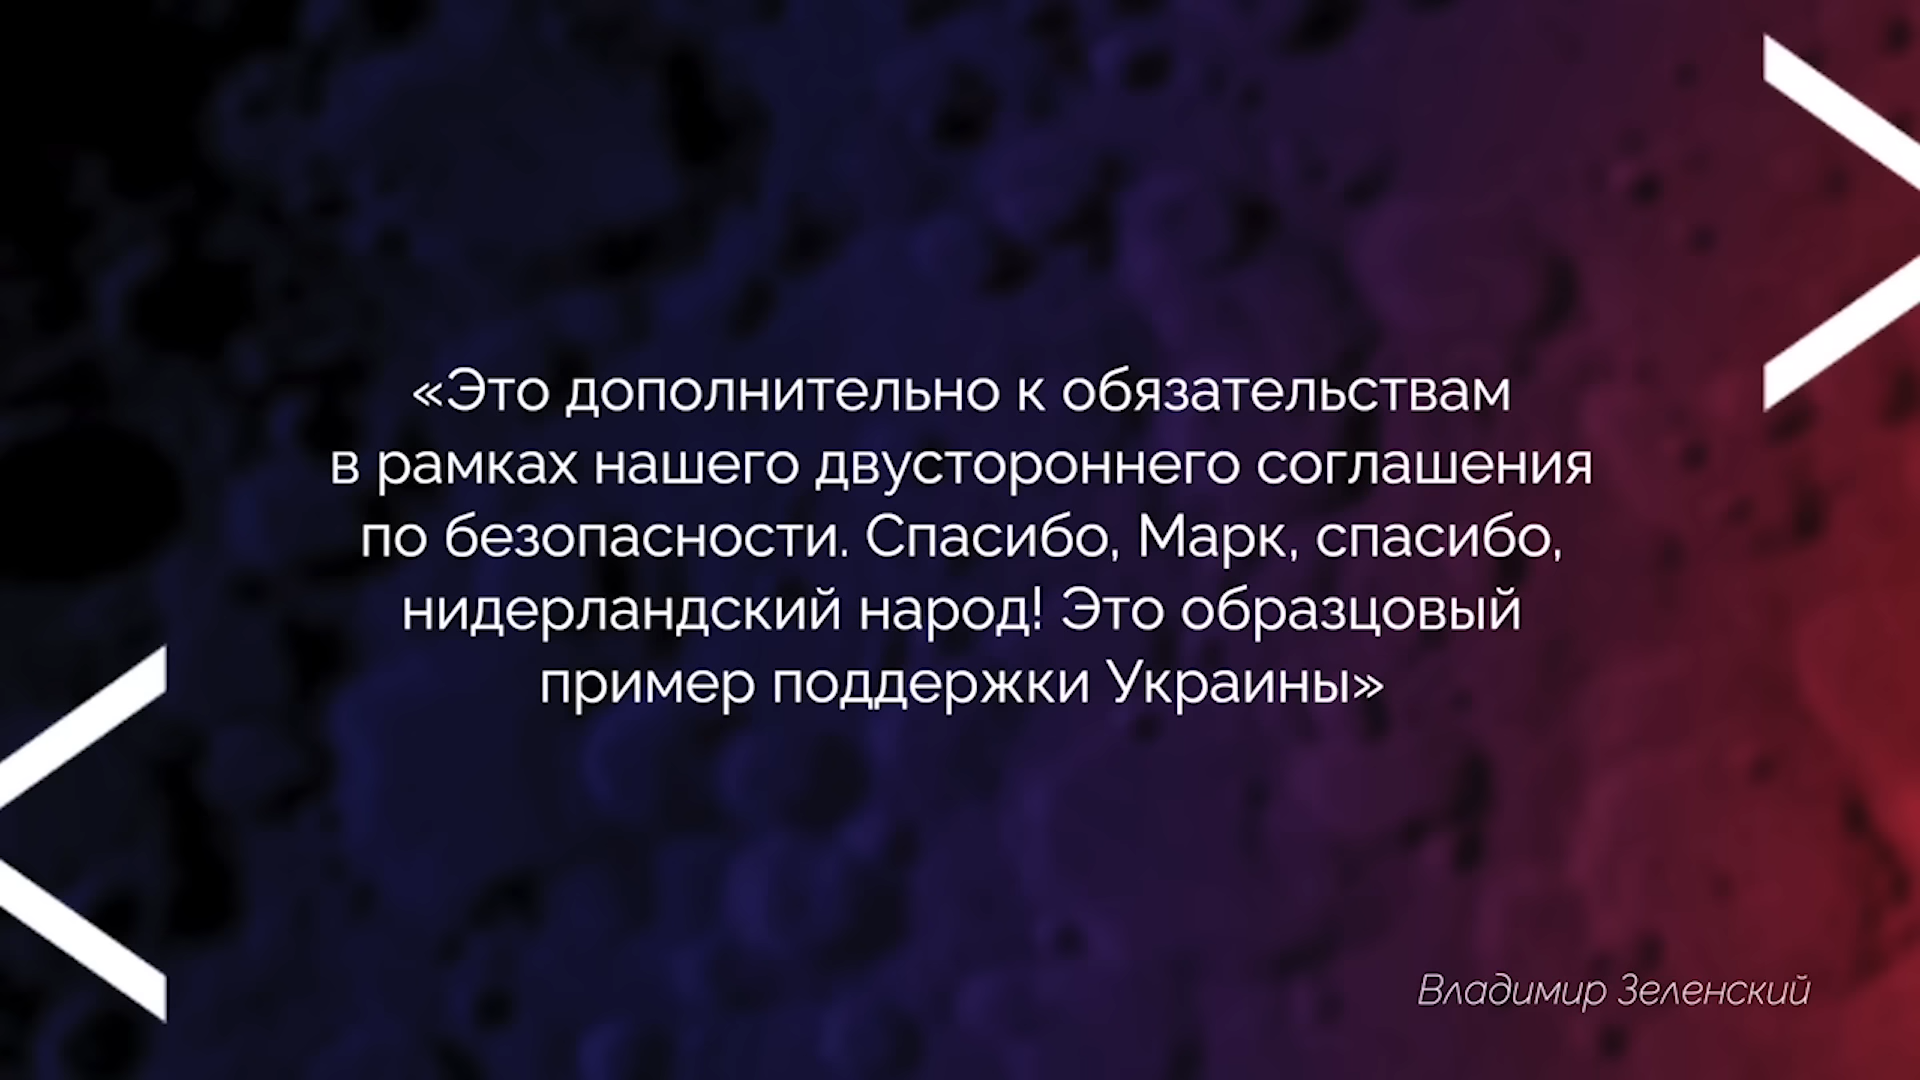 «Это дополнительно к обязательствам
в рамках нашего двустороннего соглашения
по безопасности. Спасибо, Марк, спасибо,
нидерландский народ! Это образцовый
пример поддержки Украины»
Владимир Зеленский